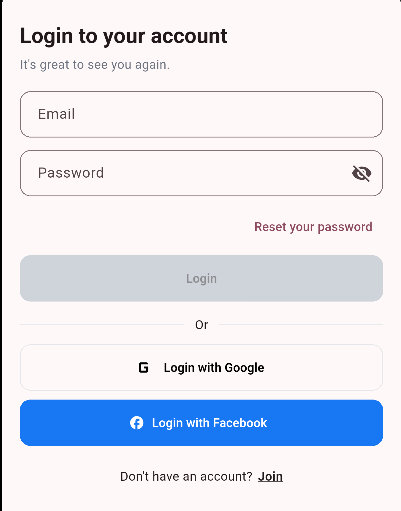 Login to your account
It's great to see you again.
Email
Password
Reset your password
Login
Or
G Login with Google
Login with Facebook
Don't have an account? Join